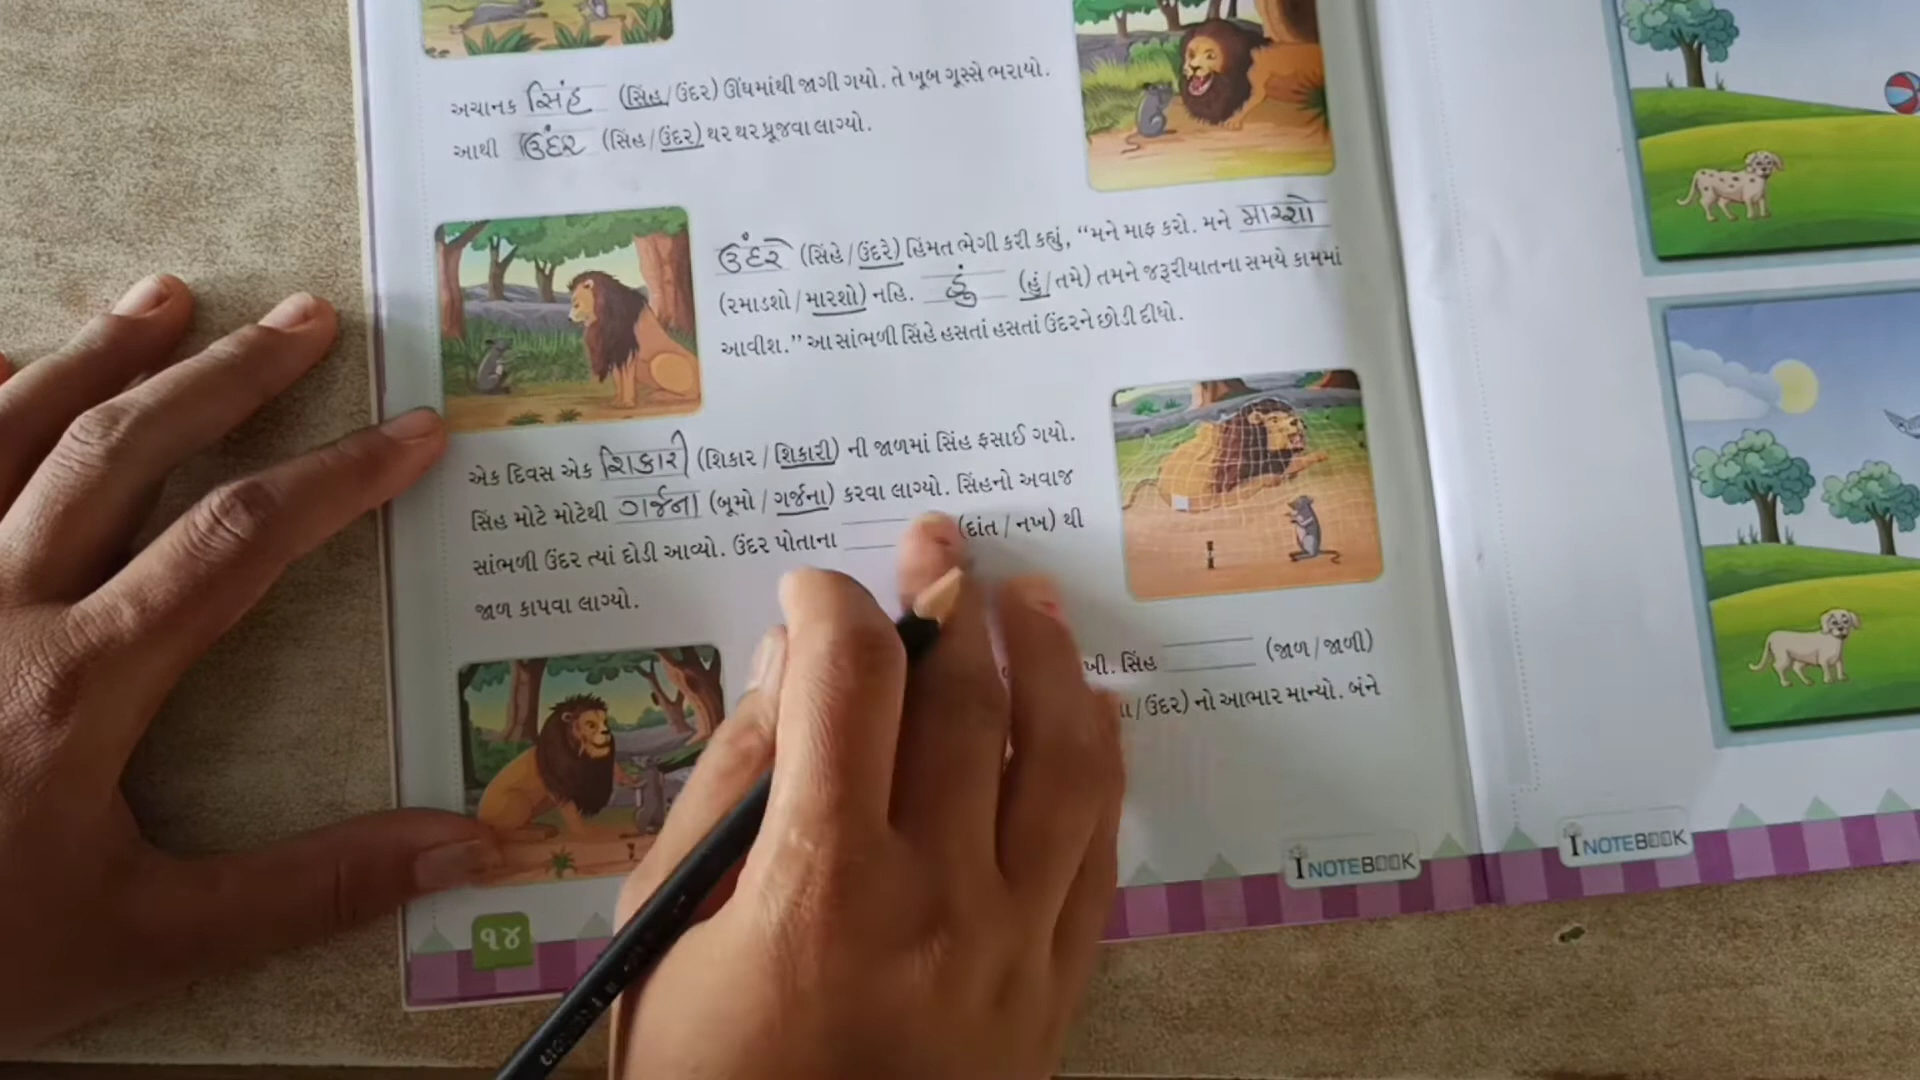 અચાનક સિંહ (સિંહ/ઉંદર) ઊંઘમાંથી જાગી ગયો. તે ખૂબ ગુસ્સે ભરાયો.
આથી ઉંદર (સિંહ/ઉંદર) થર થર ધ્રૂજવા લાગ્યો.
ઉંદરે (સિંહે/ઉંદરે) હિંમત ભેગી કરી કહ્યું, “મને માફ કરો. મને મારશો
(રમાડશો/મારશો) નહિ. હું (હું/તમે) તમને જરૂરીયાતના સમયે કામમાં
આવીશ.” આ સાંભળી સિંહે હસતાં હસતાં ઉંદરને છોડી દીધો.
એક દિવસ એક શિકારી (શિકાર/શિકારી) ની જાળમાં સિંહ ફસાઈ ગયો.
સિંહ મોટે મોટેથી ગર્જના (બૂમો / ગર્જના) કરવા લાગ્યો. સિંહનો અવાજ
સાંભળી ઉંદર ત્યાં દોડી આવ્યો. ઉંદર પોતાના (દાંત / નખ) થી
જાળ કાપવા લાગ્યો.
સિંહ (જાળ/જાળી)
/ઉંદર) નો આભાર માન્યો. બંને
૧૪
INOTEBOOK
INOTEBOOK